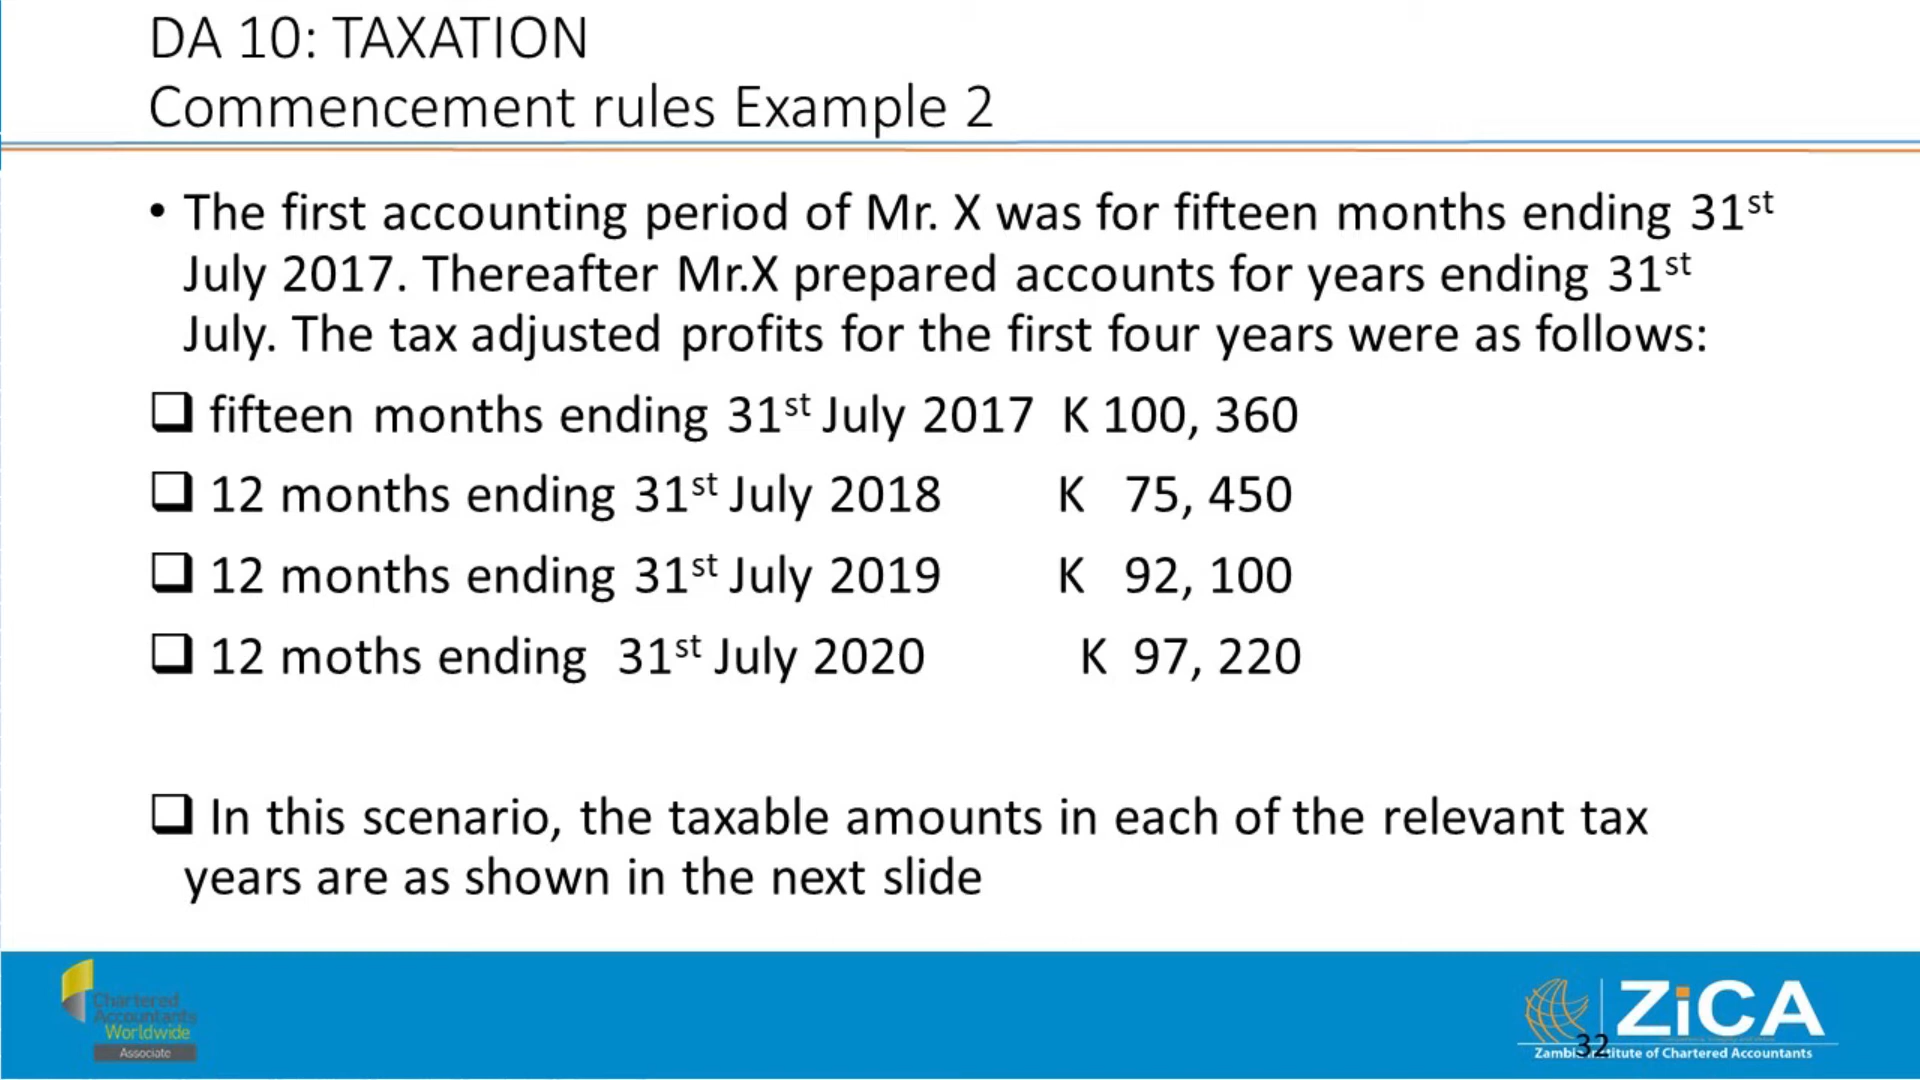 DA 10: TAXATION
Commencement rules Example 2
• The first accounting period of Mr. X was for fifteen months ending 31st
July 2017. Thereafter Mr.X prepared accounts for years ending 31st
July. The tax adjusted profits for the first four years were as follows:
❑ fifteen months ending 31st July 2017 K 100, 360
❑ 12 months ending 31st July 2018 K 75, 450
❑ 12 months ending 31st July 2019 K 92, 100
❑ 12 moths ending 31st July 2020 K 97, 220
❑ In this scenario, the taxable amounts in each of the relevant tax
years are as shown in the next slide
Chartered
Accountants
Worldwide
Associate
ZiCA
32
Institute of Chartered Accountants